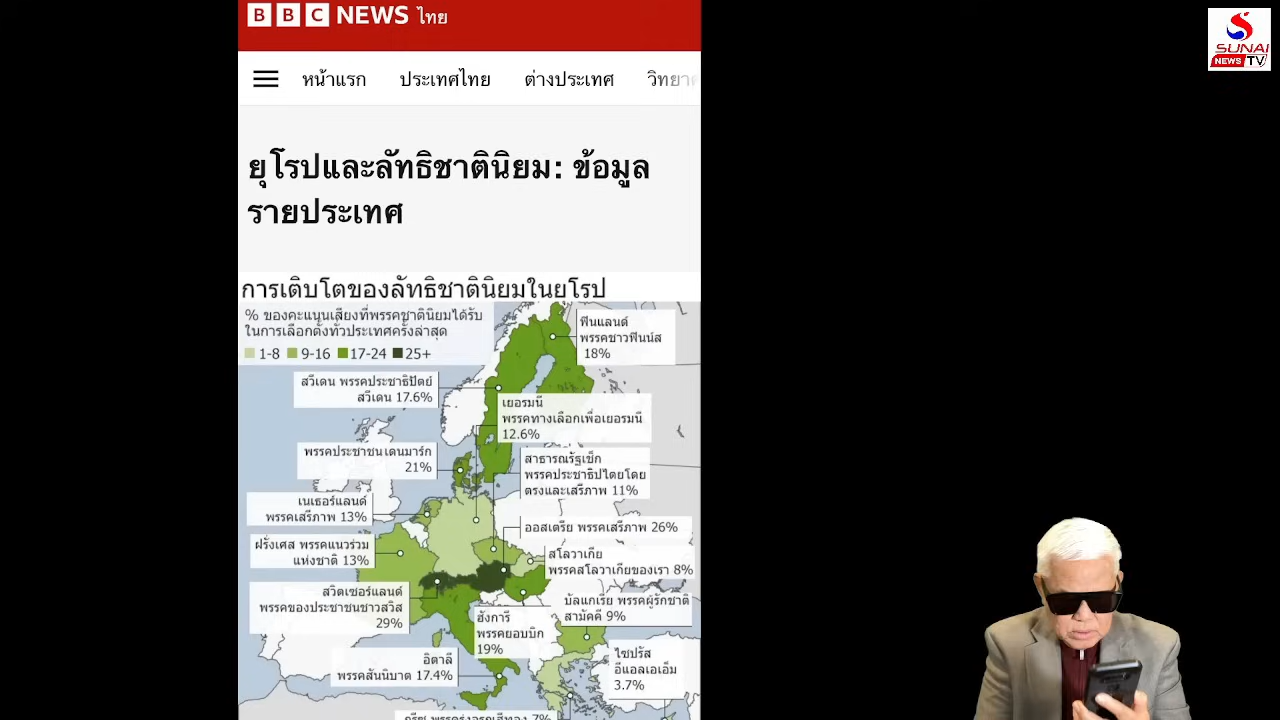 BBC NEWS ไทย
SUNAI
NEWS TV
หน้าแรก ประเทศไทย ต่างประเทศ
ยุโรปและลัทธิชาตินิยม: ข้อมูล
รายประเทศ
การเติบโตของลัทธิชาตินิยมในยุโรป
% ของคะแนนเสียงที่พรรคชาตินิยมได้รับ
ในการเลือกตั้งทั่วประเทศครั้งล่าสุด
1-8 9-16 17-24 25+
ฟินแลนด์
พรรคชาวฟินน์ส
18%
สวีเดน พรรคประชาธิปัตย์
สวีเดน 17.6%
เยอรมนี
พรรคทางเลือกเพื่อเยอรมนี
12.6%
พรรคประชาชนเดนมาร์ก
21%
สาธารณรัฐเช็ก
พรรคประชาธิปไตยโดย
ตรงและเสรีภาพ 11%
เนเธอร์แลนด์
พรรคเสรีภาพ 13%
ออสเตรีย พรรคเสรีภาพ 26%
ฝรั่งเศส พรรคแนวร่วม
แห่งชาติ 13%
สโลวาเกีย
พรรคสโลวาเกียของเรา 8%
สวิตเซอร์แลนด์
พรรคของประชาชนชาวสวิส
29%
บัลแกเรีย พรรคผู้รักชาติ
สามัคคี 9%
ฮังการี
พรรคยอบบิก
19%
อิตาลี
พรรคสันนิบาต 17.4%
ไซปรัส
อีแอลเอเอ็ม
3.7%